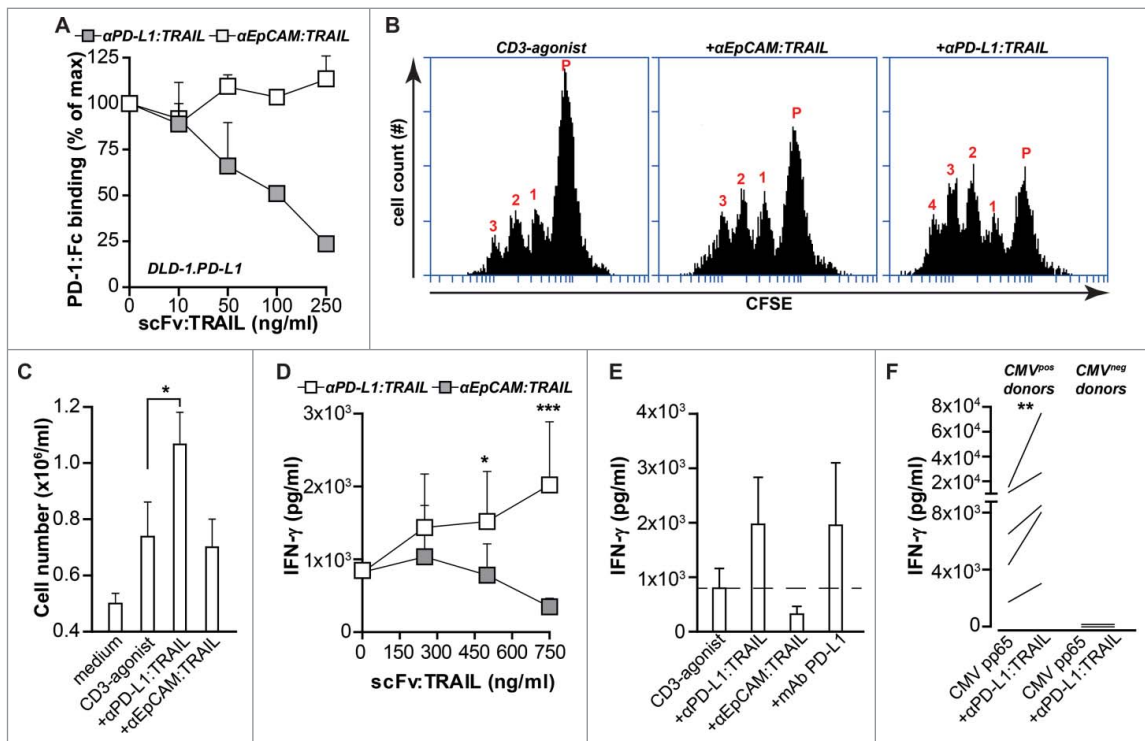 A
αPD-L1:TRAIL αEpCAM:TRAIL
PD-1:Fc binding (% of max)
125
100
75
50
25
0
DLD-1.PD-L1
0 10 50 100 250
scFv:TRAIL (ng/ml)
B
CD3-agonist +αEpCAM:TRAIL +αPD-L1:TRAIL
cell count (#)
P
3 2 1
P
3 2 1
P
4 3 2 1
CFSE
C
Cell number (x10⁶/ml)
1.2
1.0
0.8
0.6
0.4
*
medium
CD3-agonist
+αPD-L1:TRAIL
+αEpCAM:TRAIL
D
αPD-L1:TRAIL αEpCAM:TRAIL
IFN-γ (pg/ml)
3x10³
2x10³
1x10³
0
* ***
0 150 300 450 600 750
scFv:TRAIL (ng/ml)
E
IFN-γ (pg/ml)
4x10³
3x10³
2x10³
1x10³
0
CD3-agonist
+αPD-L1:TRAIL
+αEpCAM:TRAIL
+mAb PD-L1
F
CMVpos CMVneg
donors donors
**
IFN-γ (pg/ml)
8x10⁴
6x10⁴
4x10⁴
2x10⁴
8x10³
4x10³
0
CMV pp65
+αPD-L1:TRAIL
CMV pp65
+αPD-L1:TRAIL